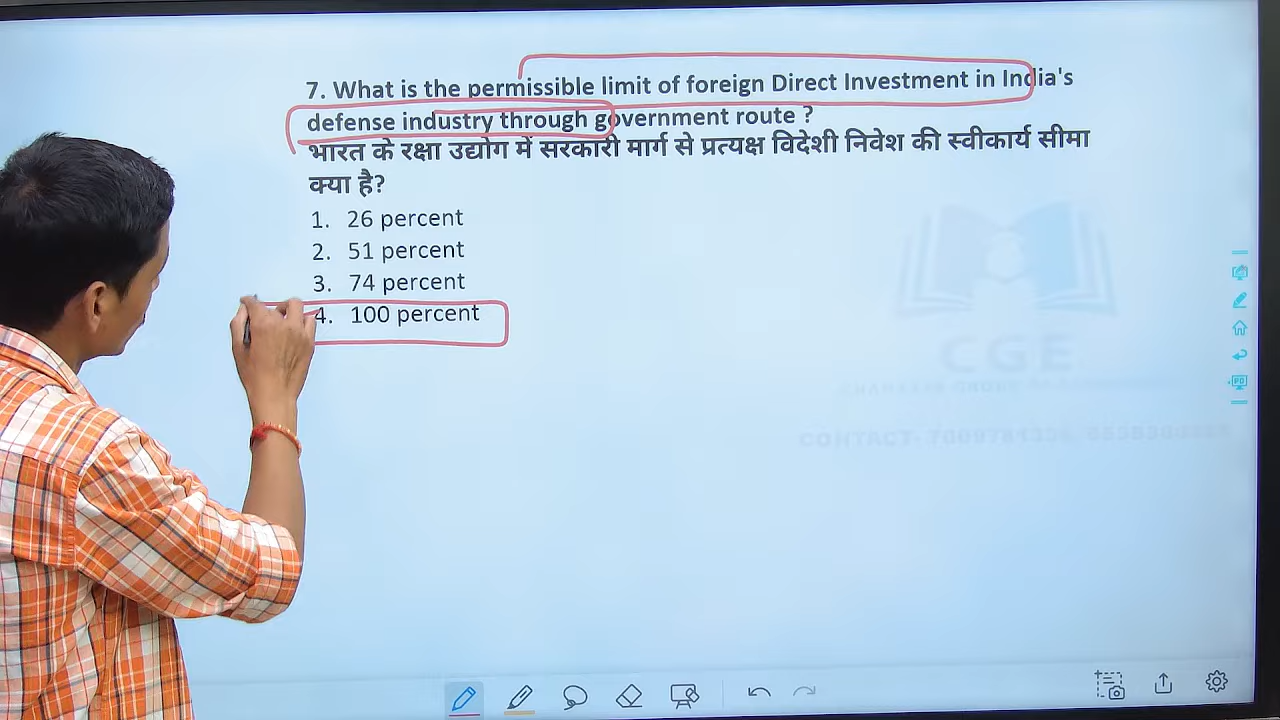 7. What is the permissible limit of foreign Direct Investment in India's
defense industry through government route ?
भारत के रक्षा उद्योग में सरकारी मार्ग से प्रत्यक्ष विदेशी निवेश की स्वीकार्य सीमा
क्या है?
1. 26 percent
2. 51 percent
3. 74 percent
4. 100 percent
CGE
CONTACT